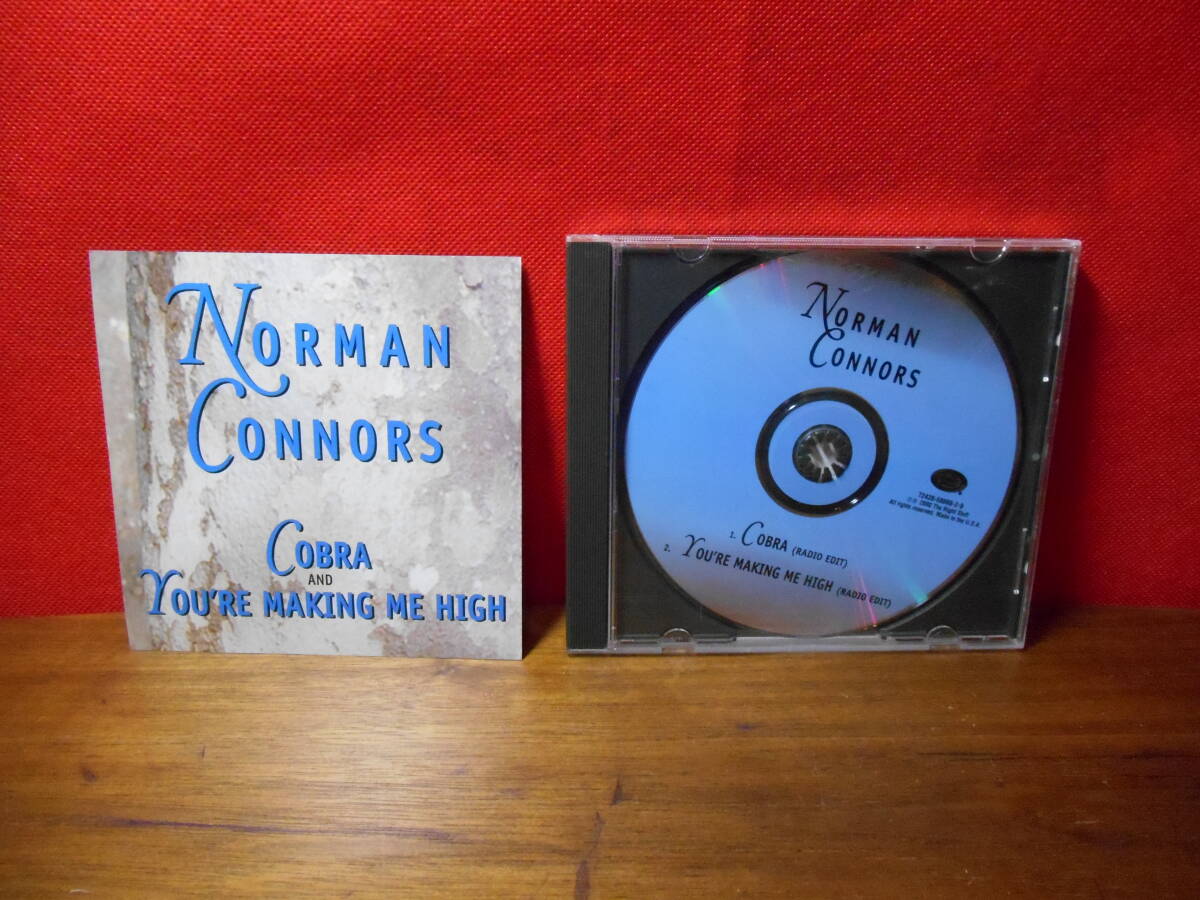 NORMAN
CONNORS
COBRA
AND
YOU'RE MAKING ME HIGH
NORMAN
CONNORS
All rights reserved. Made in the U.S.A.
1. COBRA (RADIO EDIT)
2. YOU'RE MAKING ME HIGH (RADIO EDIT)